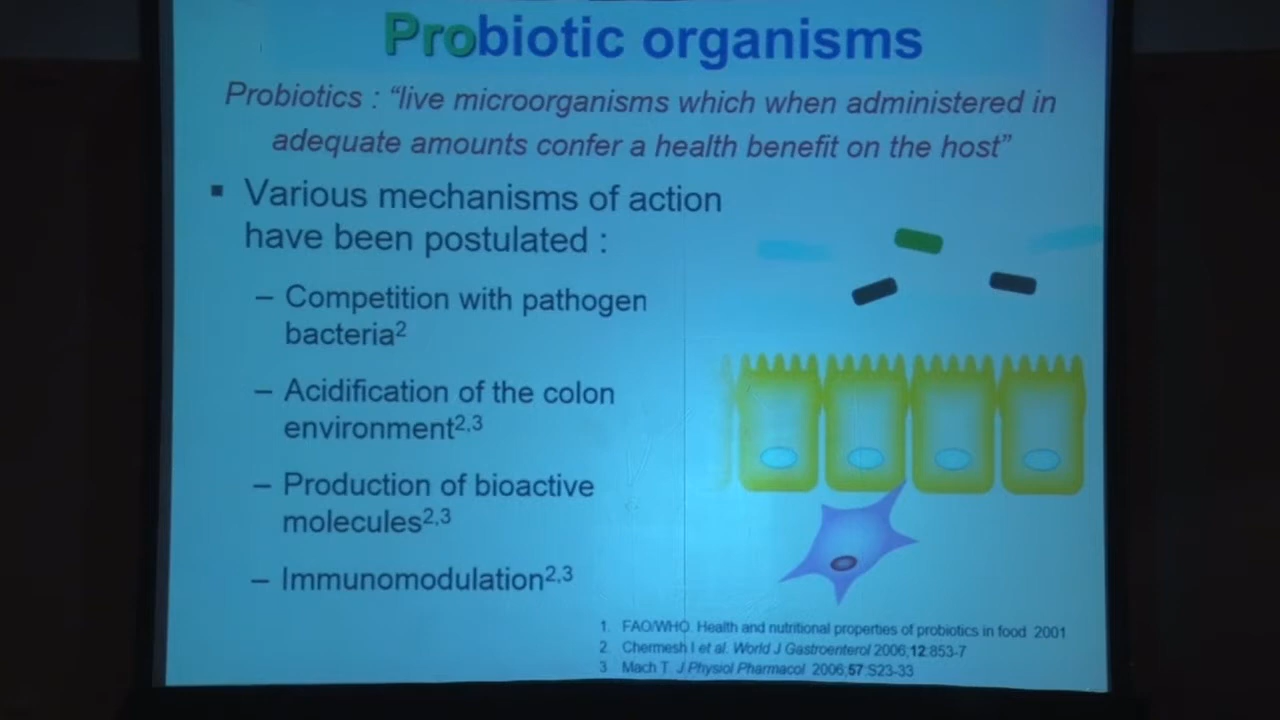 Probiotic organisms
Probiotics : “live microorganisms which when administered in
adequate amounts confer a health benefit on the host”
▪ Various mechanisms of action
have been postulated :
– Competition with pathogen
bacteria2
– Acidification of the colon
environment2,3
– Production of bioactive
molecules2,3
– Immunomodulation2,3
1. FAO/WHO. Health and nutritional properties of probiotics in food 2001
2. Chermesh I et al. World J Gastroenterol 2006;12:853-7
3 Mach T. J Physiol Pharmacol 2006;57:S23-33